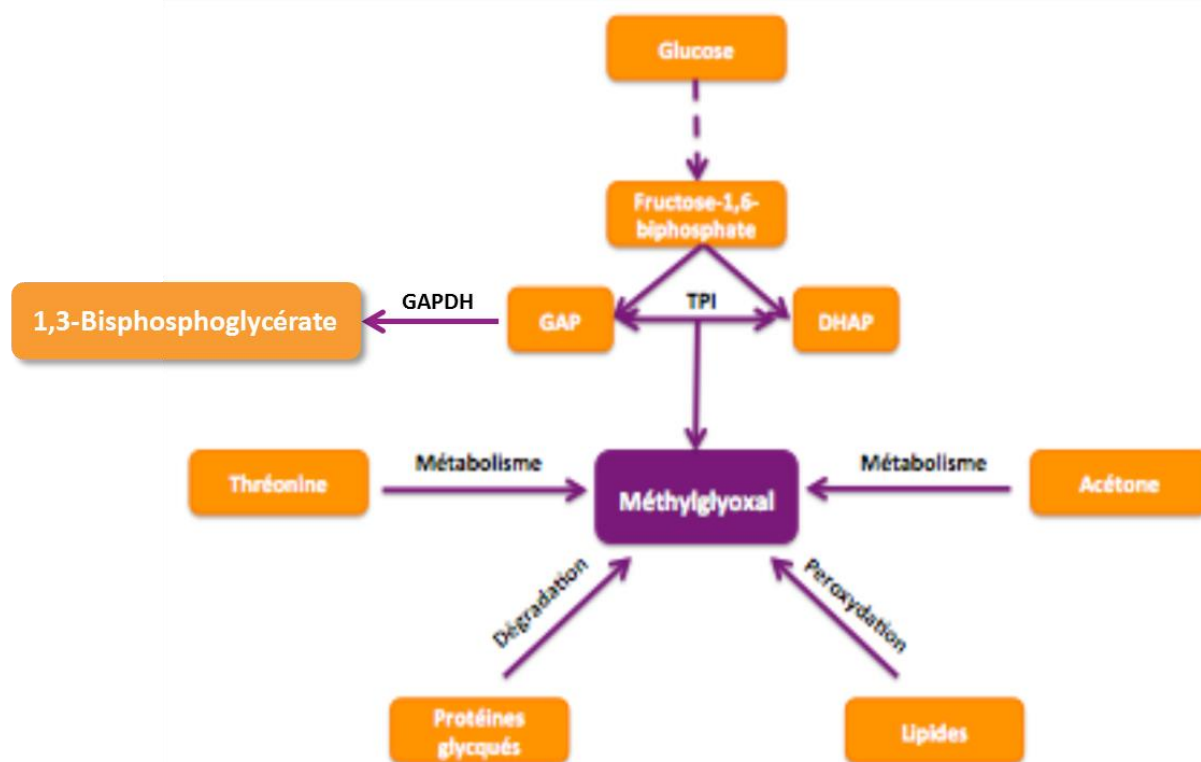 Glucose
Fructose-1,6-
biphosphate
GAPDH
TPI
1,3-Bisphosphoglycérate
GAP
DHAP
Métabolisme
Métabolisme
Thréonine
Méthylglyoxal
Acétone
Dégradation
Peroxydation
Protéines
glycqués
Lipides